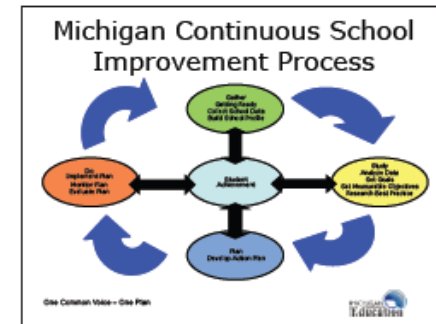 Michigan Continuous School
Improvement Process
Gather
Getting Ready
Collect School Data
Build School Profile
Do
Implement Plan
Monitor Plan
Evaluate Plan
Student
Achievement
Study
Analyze Data
Set Goals
Set Measurable Objectives
Research Best Practice
Plan
Develop Action Plan
One Common Voice – One Plan
MICHIGAN
Education